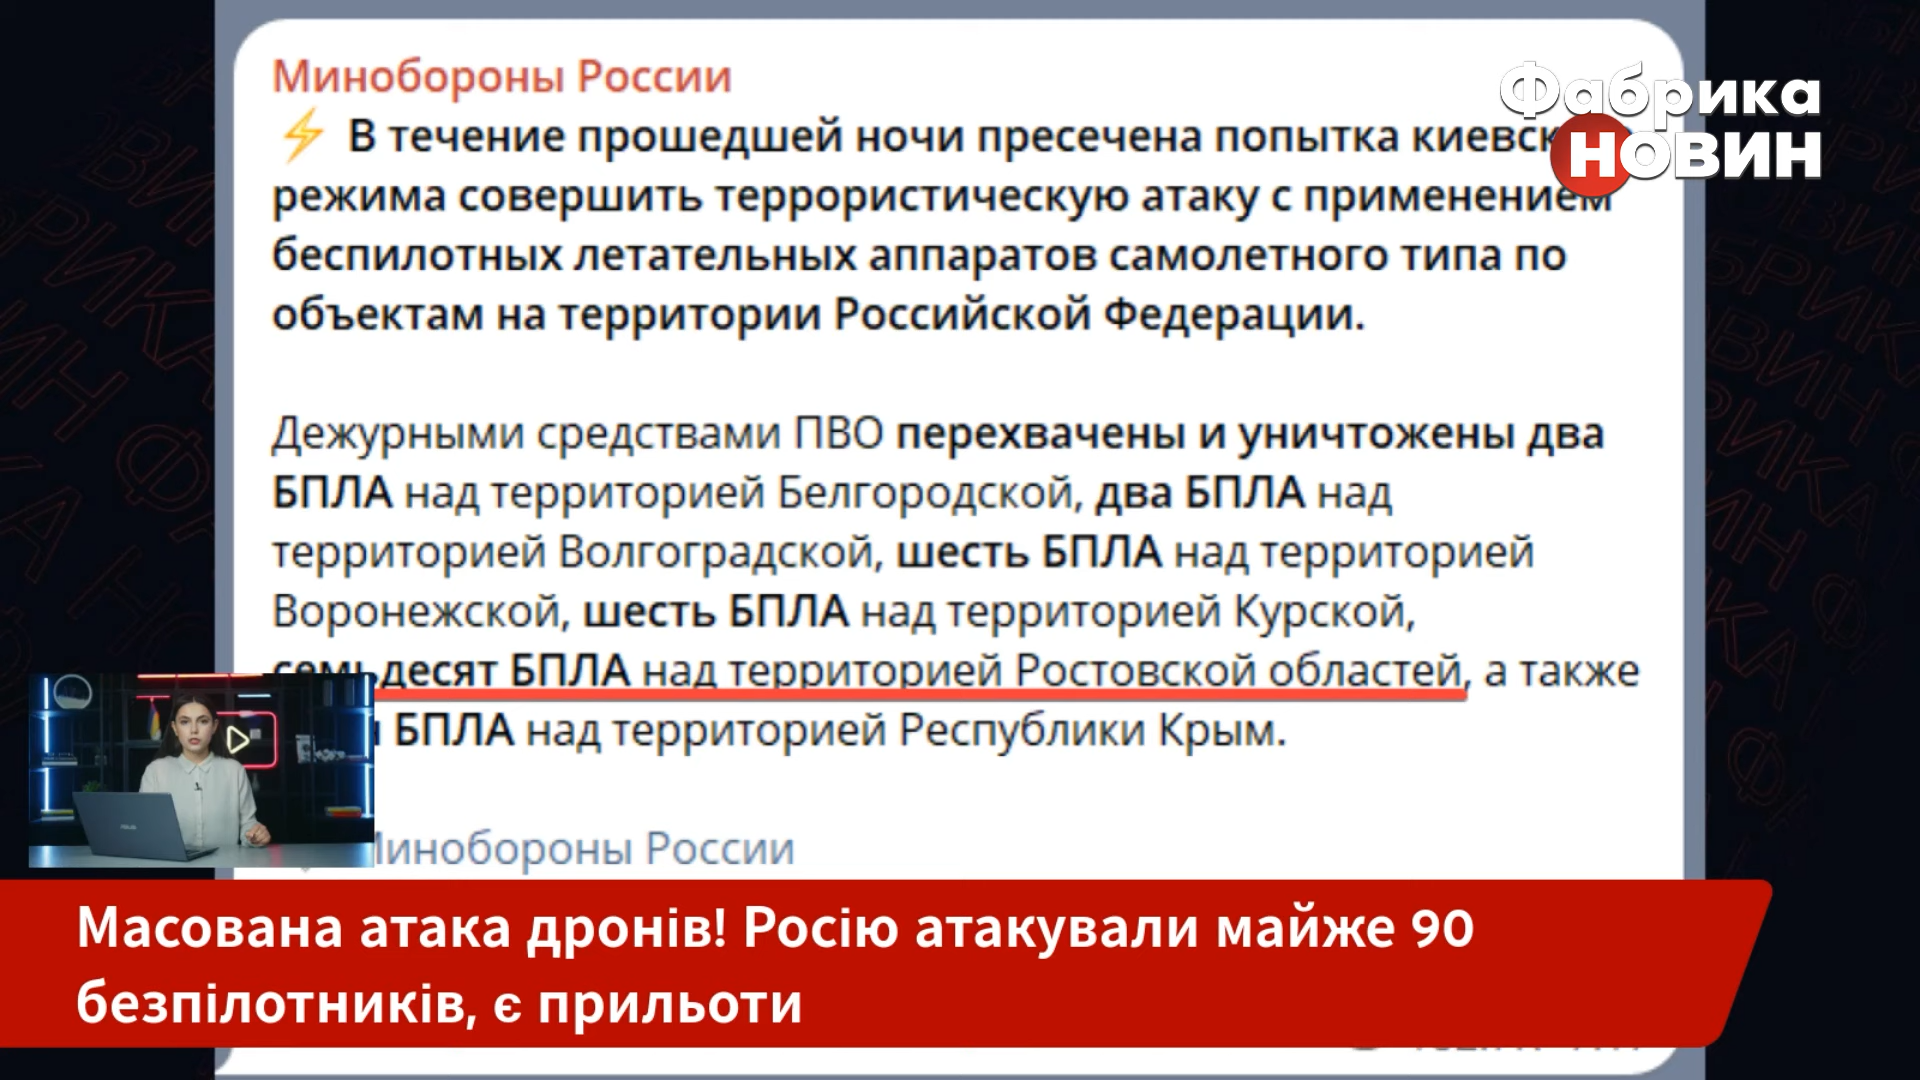 Минобороны России
Фабрика
новин
В течение прошедшей ночи пресечена попытка
режима совершить террористическую атаку с применением
беспилотных летательных аппаратов самолетного типа по
объектам на территории Российской Федерации.
Дежурными средствами ПВО перехвачены и уничтожены два
БПЛА над территорией Белгородской, два БПЛА над
территорией Волгоградской, шесть БПЛА над территорией
Воронежской, шесть БПЛА над территорией Курской,
семьдесят БПЛА над территорией Ростовской областей, а также
БПЛА над территорией Республики Крым.
Минобороны России
Масована атака дронів! Росію атакували майже 90
безпілотників, є прильоти